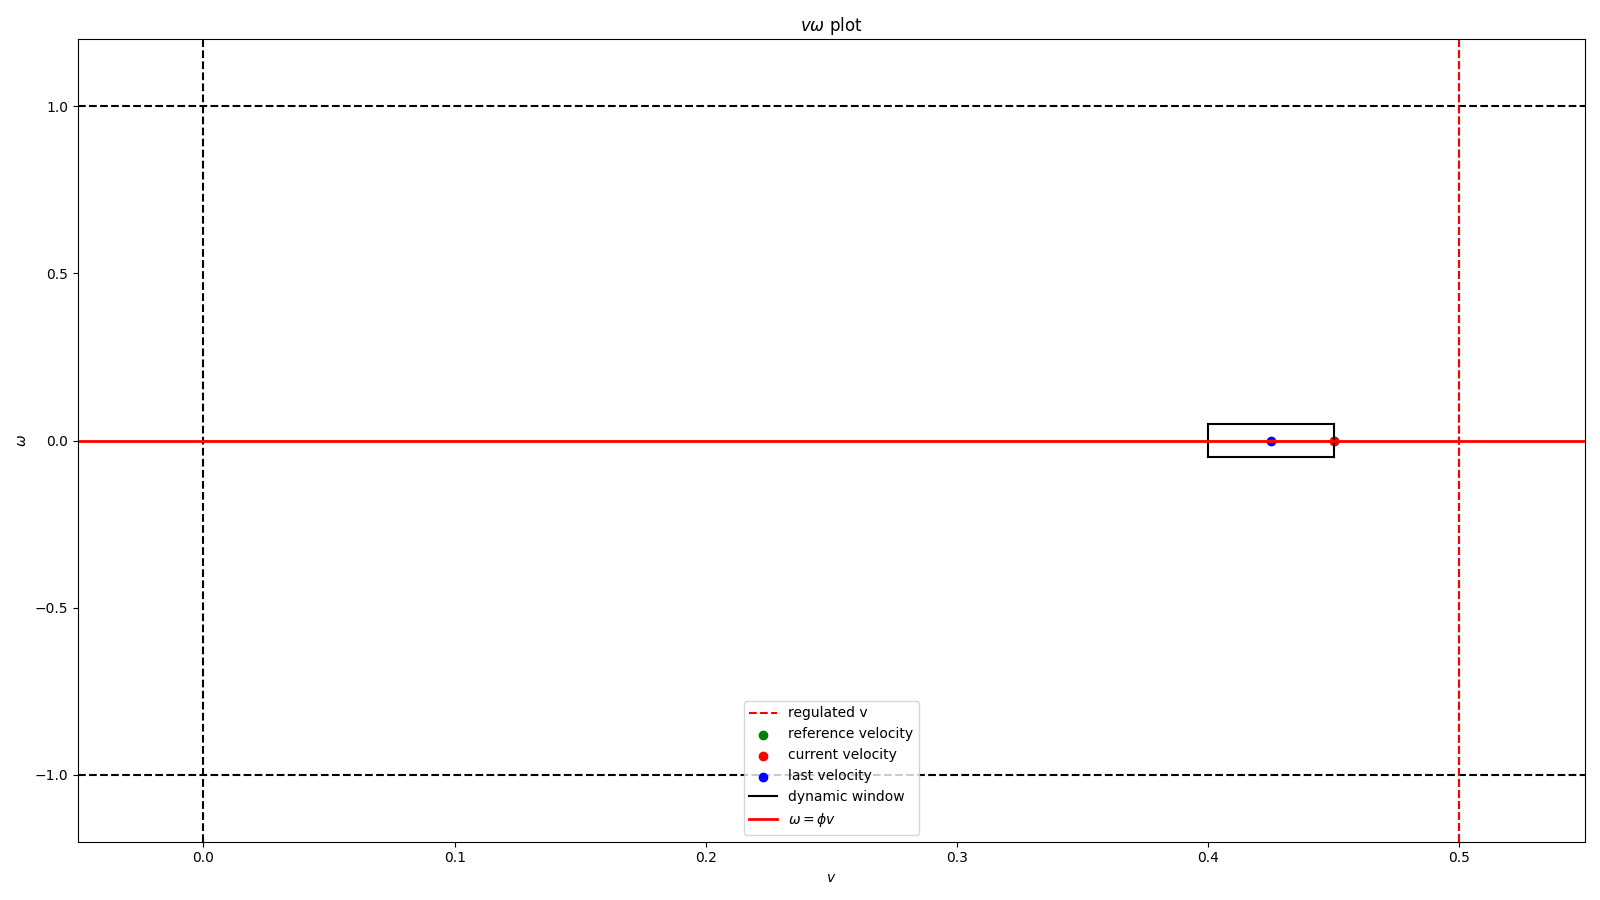 vω plot
1.0
0.5
0.0
−0.5
−1.0
ω
regulated v
reference velocity
current velocity
last velocity
dynamic window
ω = ϕv
0.0 0.1 0.2 0.3 0.4 0.5
v